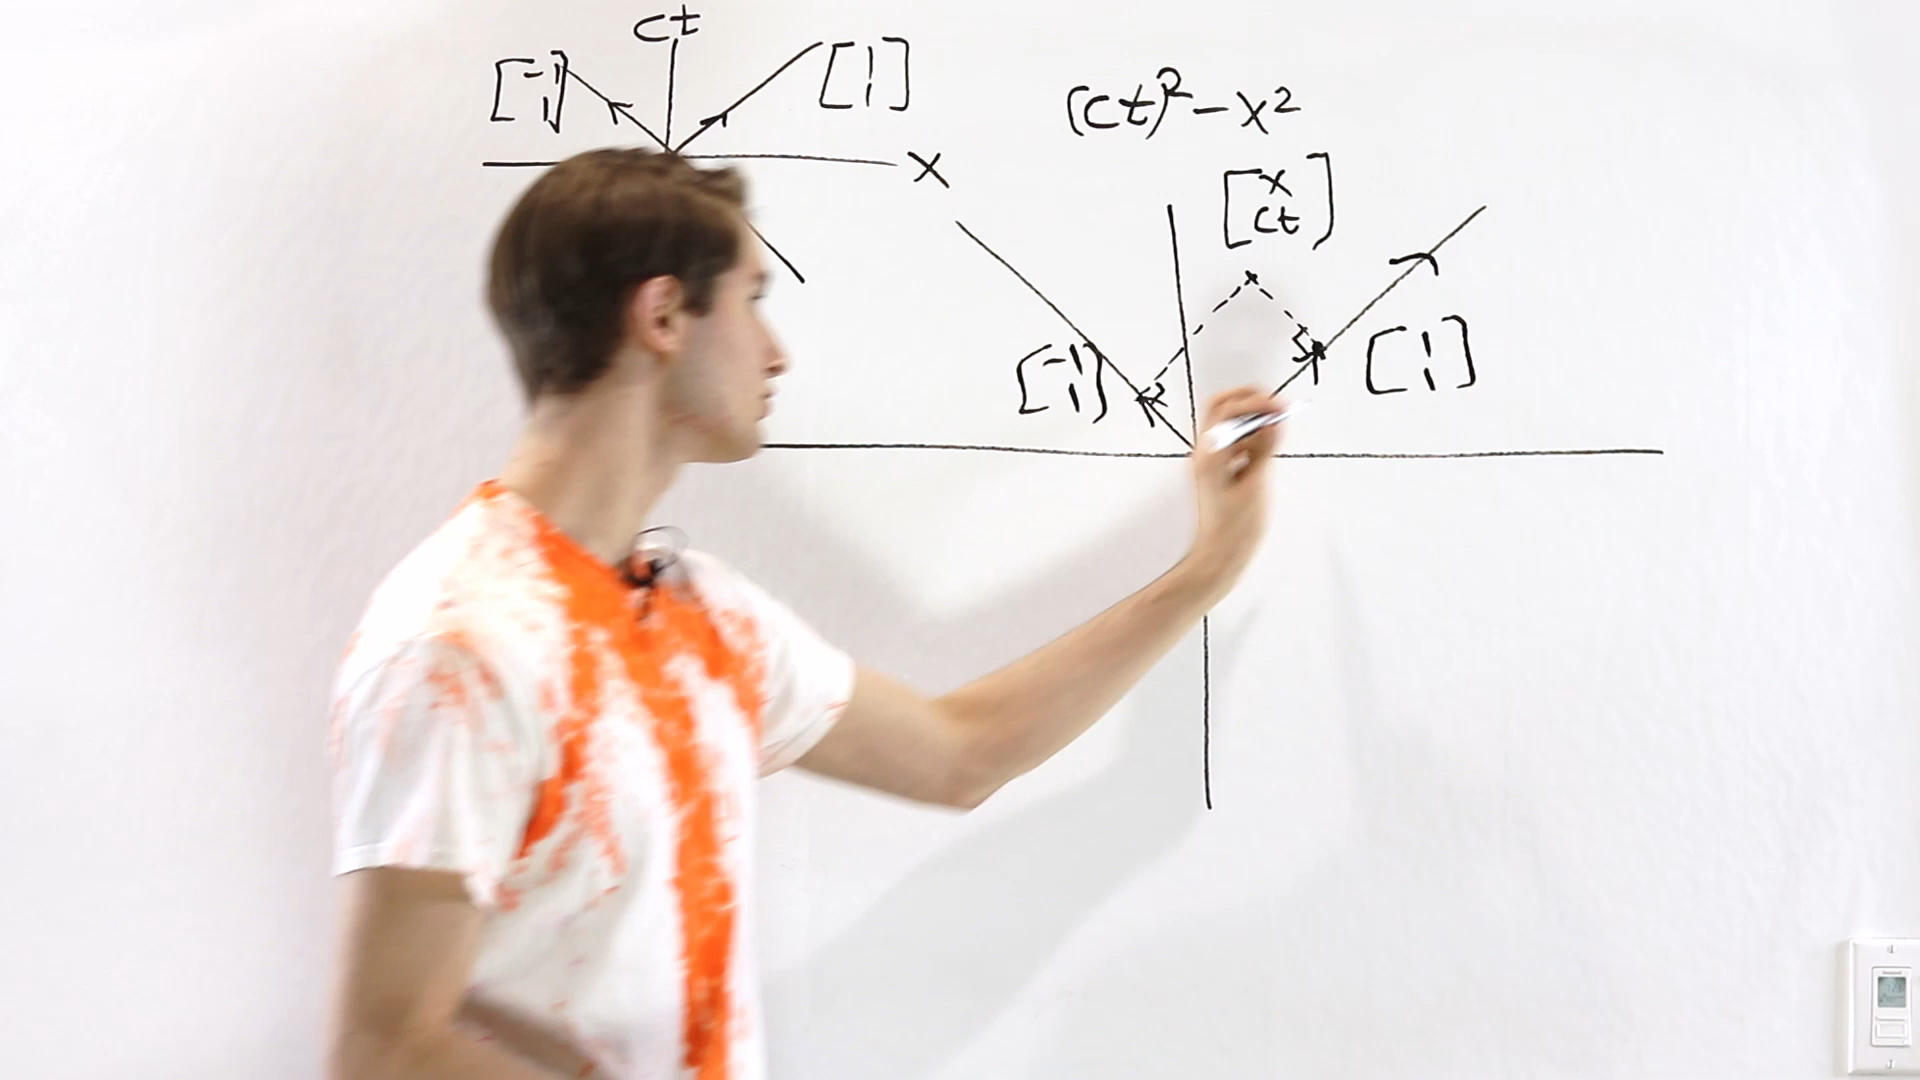 ct
[-1
1]
[1
1]
x
(ct)² - x²
[x
ct]
[-1
1]
[1
1]